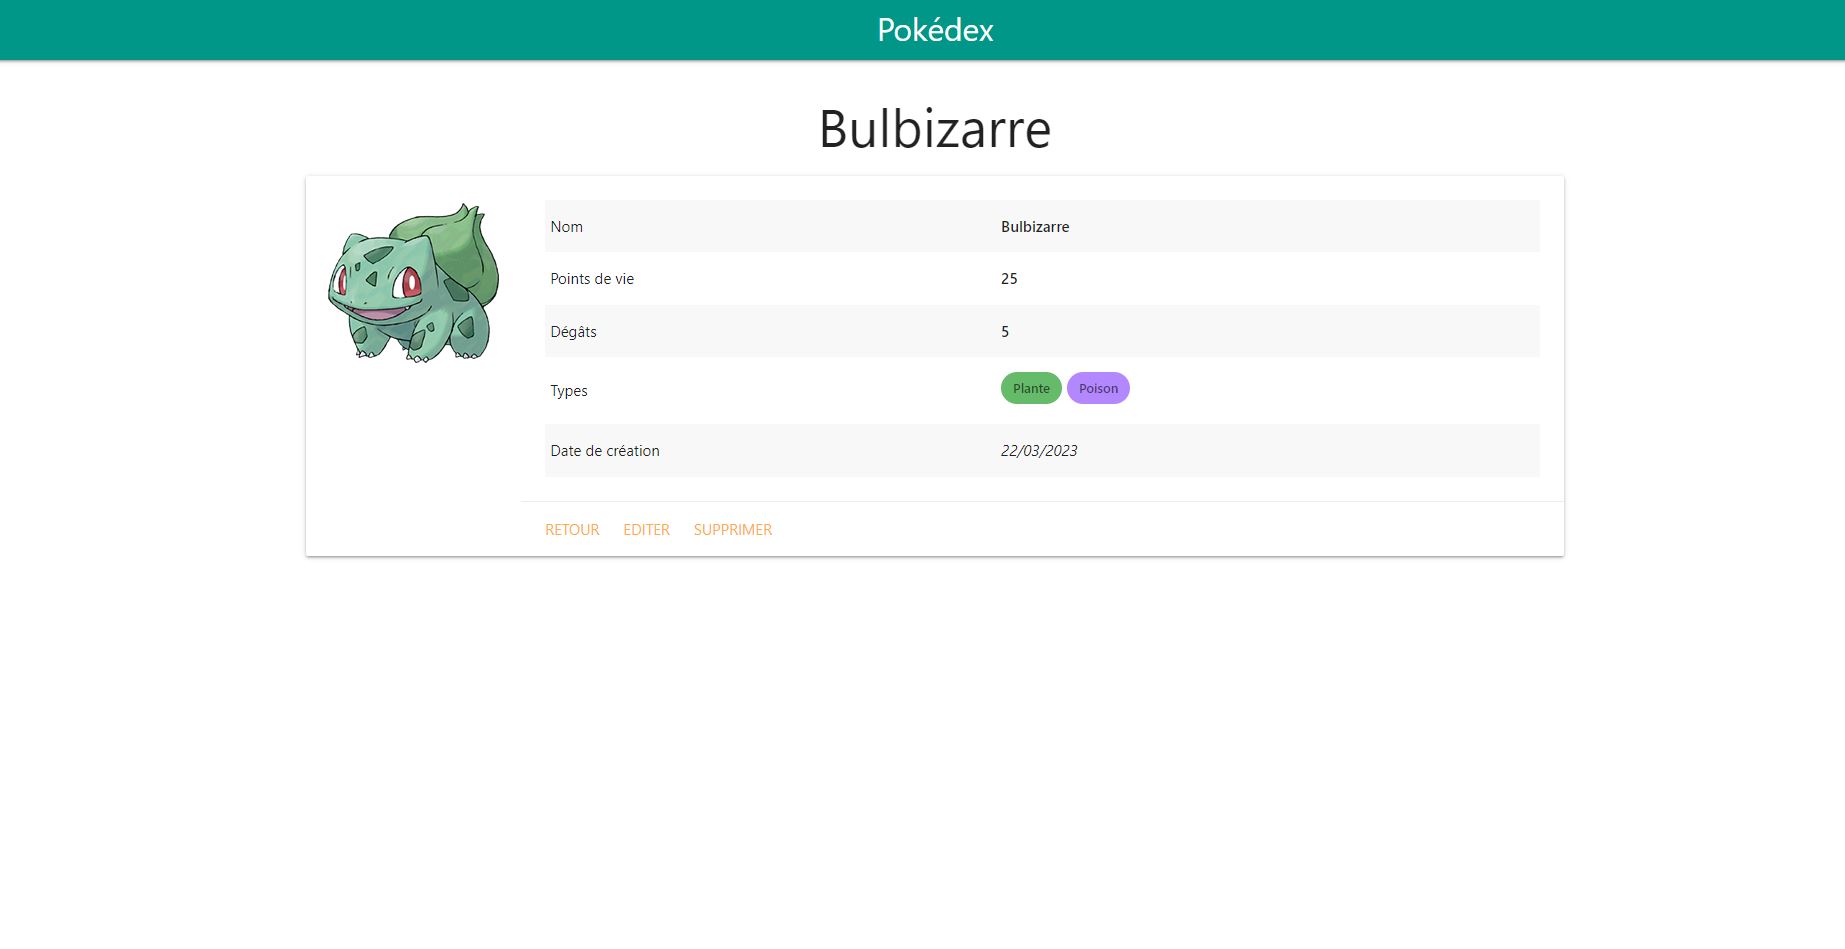 Pokédex
Bulbizarre
Nom Bulbizarre
Points de vie 25
Dégâts 5
Types Plante Poison
Date de création 22/03/2023
RETOUR EDITER SUPPRIMER